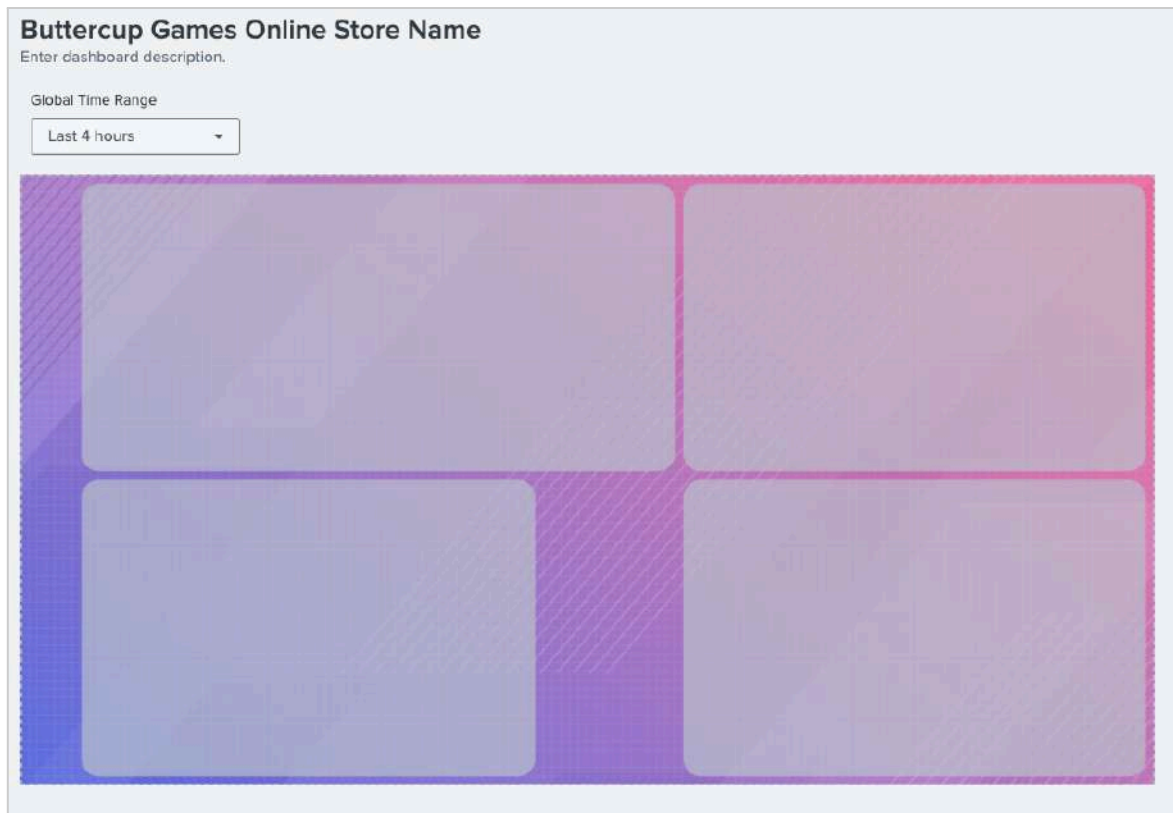 Buttercup Games Online Store Name
Enter dashboard description.
Global Time Range
Last 4 hours